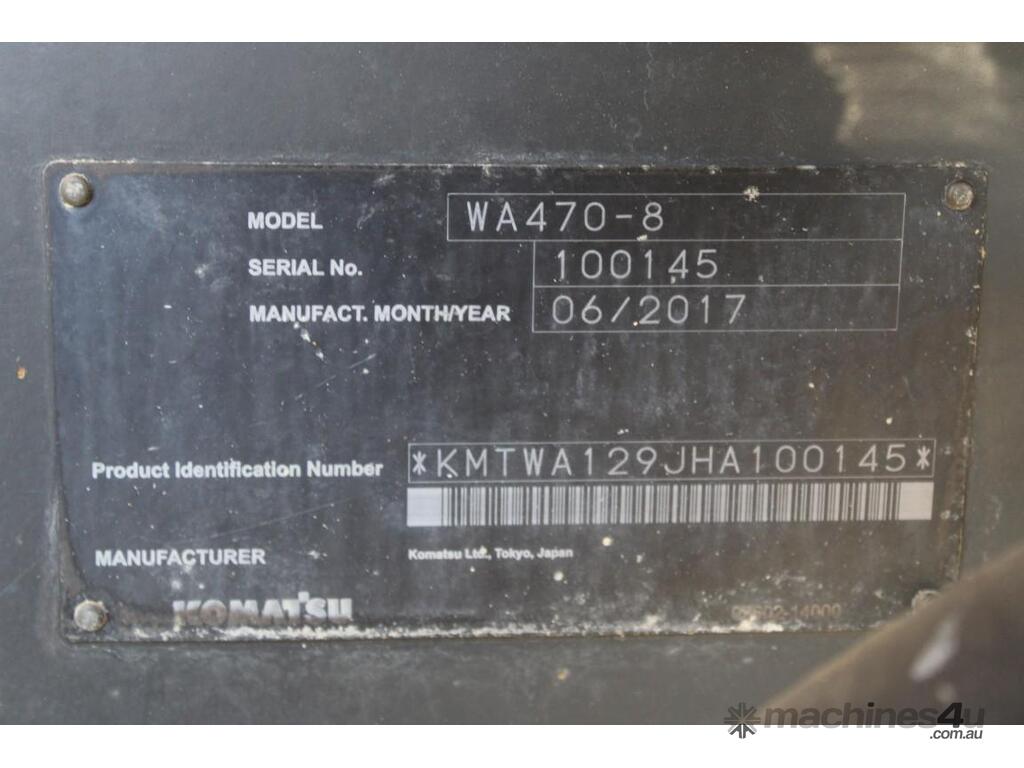 MODEL WA470-8
SERIAL No. 100145
MANUFACT. MONTH/YEAR 06/2017
Product Identification Number *KMTWA129JHA100145*
MANUFACTURER Komatsu Ltd., Tokyo, Japan
KOMATSU
machines4u
.com.au